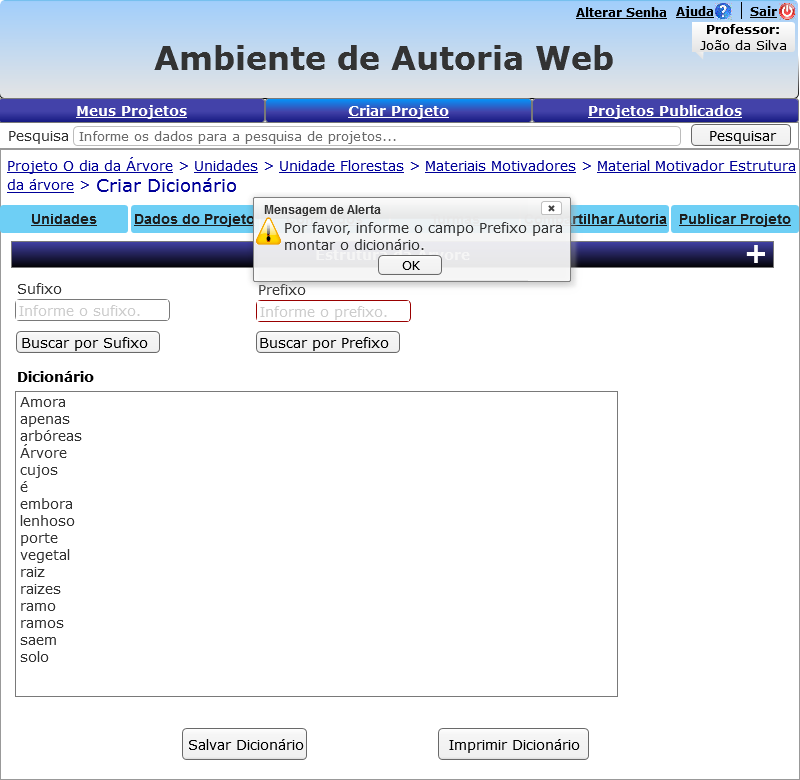 Alterar Senha Ajuda Sair
Professor:
João da Silva
Ambiente de Autoria Web
Meus Projetos Criar Projeto Projetos Publicados
Pesquisa Informe os dados para a pesquisa de projetos... Pesquisar
Projeto O dia da Árvore > Unidades > Unidade Florestas > Materiais Motivadores > Material Motivador Estrutura
da árvore > Criar Dicionário
Unidades Dados do Projeto rtilhar Autoria Publicar Projeto
Mensagem de Alerta
Por favor, informe o campo Prefixo para
montar o dicionário.
OK
Sufixo Prefixo
Informe o sufixo. Informe o prefixo.
Buscar por Sufixo Buscar por Prefixo
Dicionário
Amora
apenas
arbóreas
Árvore
cujos
é
embora
lenhoso
porte
vegetal
raiz
raizes
ramo
ramos
saem
solo
Salvar Dicionário Imprimir Dicionário